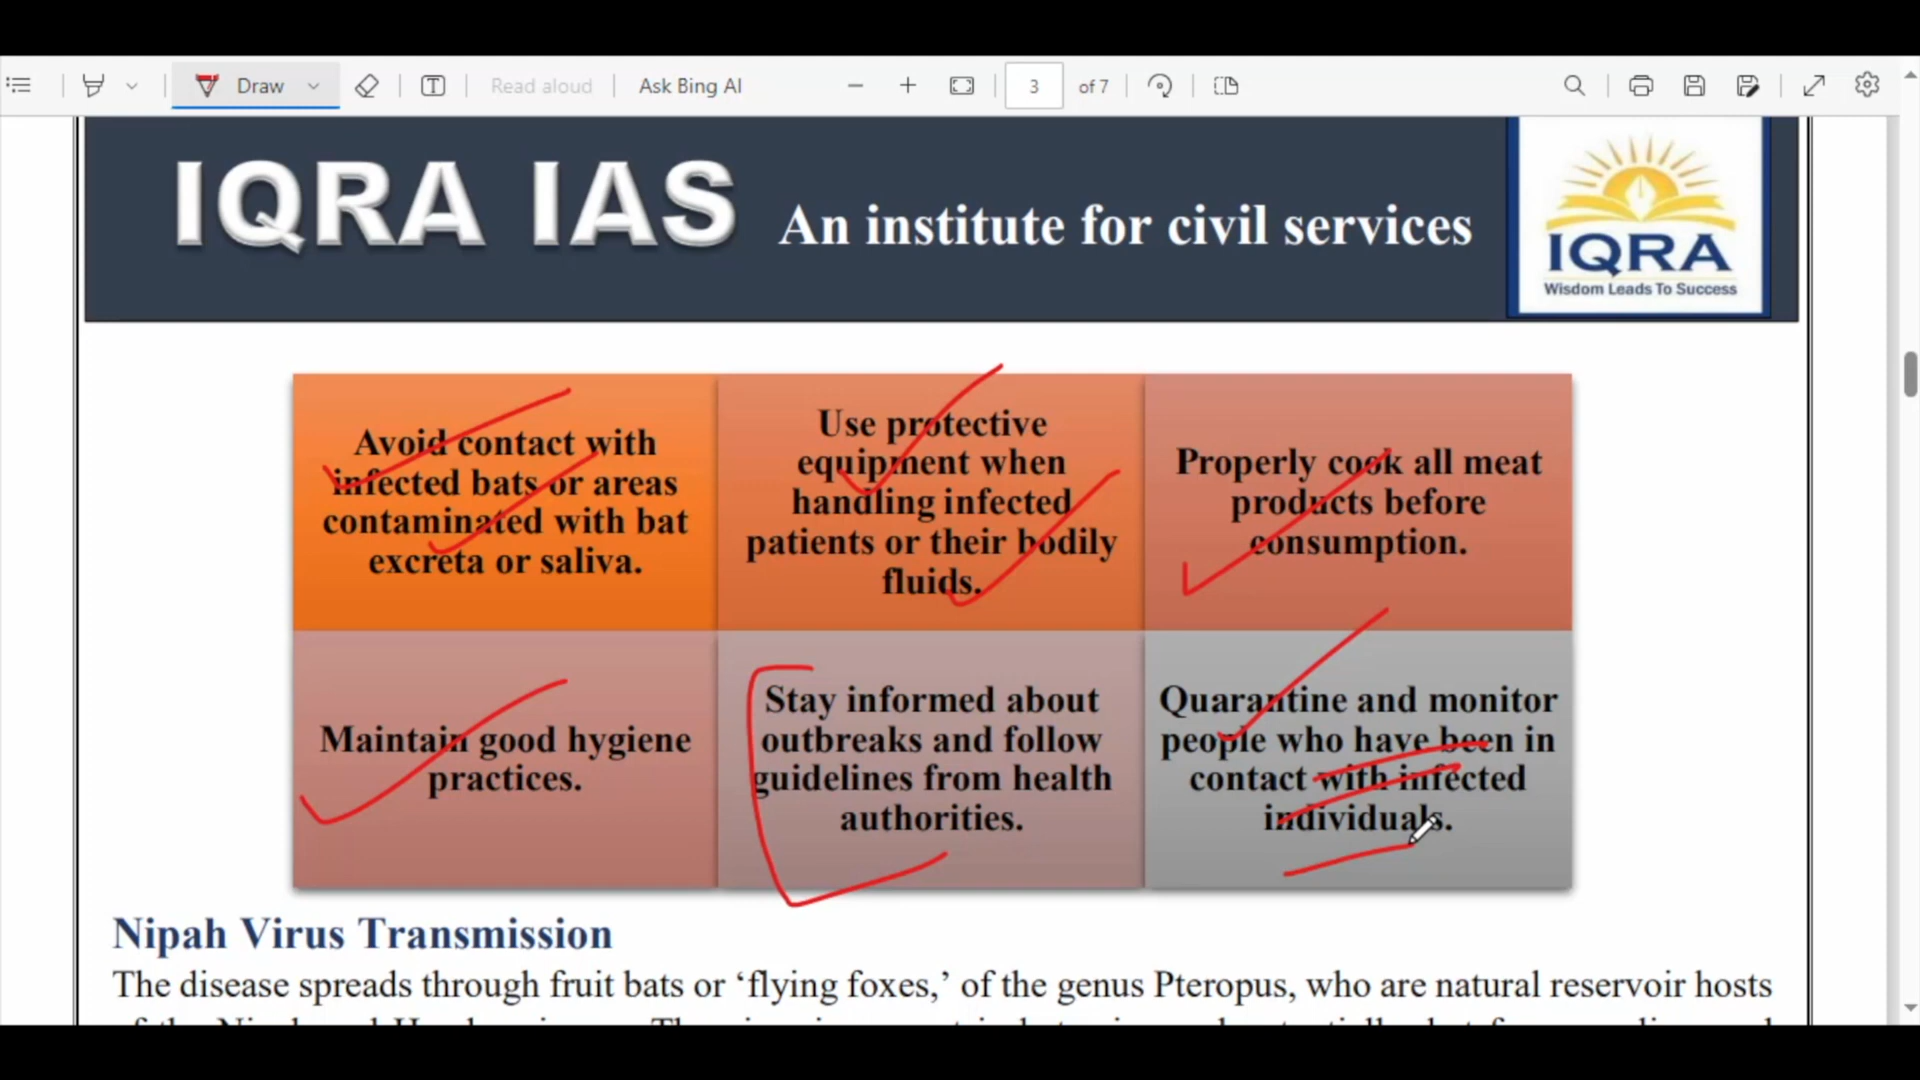 Draw
Read aloud
Ask Bing AI
3 of 7
IQRA IAS An institute for civil services
IQRA
Wisdom Leads To Success
Avoid contact with
infected bats or areas
contaminated with bat
excreta or saliva.
Use protective
equipment when
handling infected
patients or their bodily
fluids.
Properly cook all meat
products before
consumption.
Maintain good hygiene
practices.
Stay informed about
outbreaks and follow
guidelines from health
authorities.
Quarantine and monitor
people who have been in
contact with infected
individuals.
Nipah Virus Transmission
The disease spreads through fruit bats or ‘flying foxes,’ of the genus Pteropus, who are natural reservoir hosts